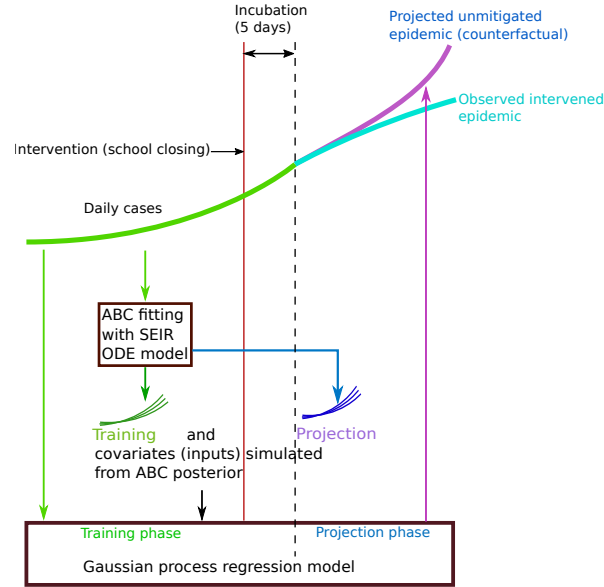 Incubation
(5 days)
Projected unmitigated
epidemic (counterfactual)
Observed intervened
epidemic
Intervention (school closing)
Daily cases
ABC fitting
with SEIR
ODE model
Training and Projection
covariates (inputs) simulated
from ABC posterior
Training phase
Projection phase
Gaussian process regression model